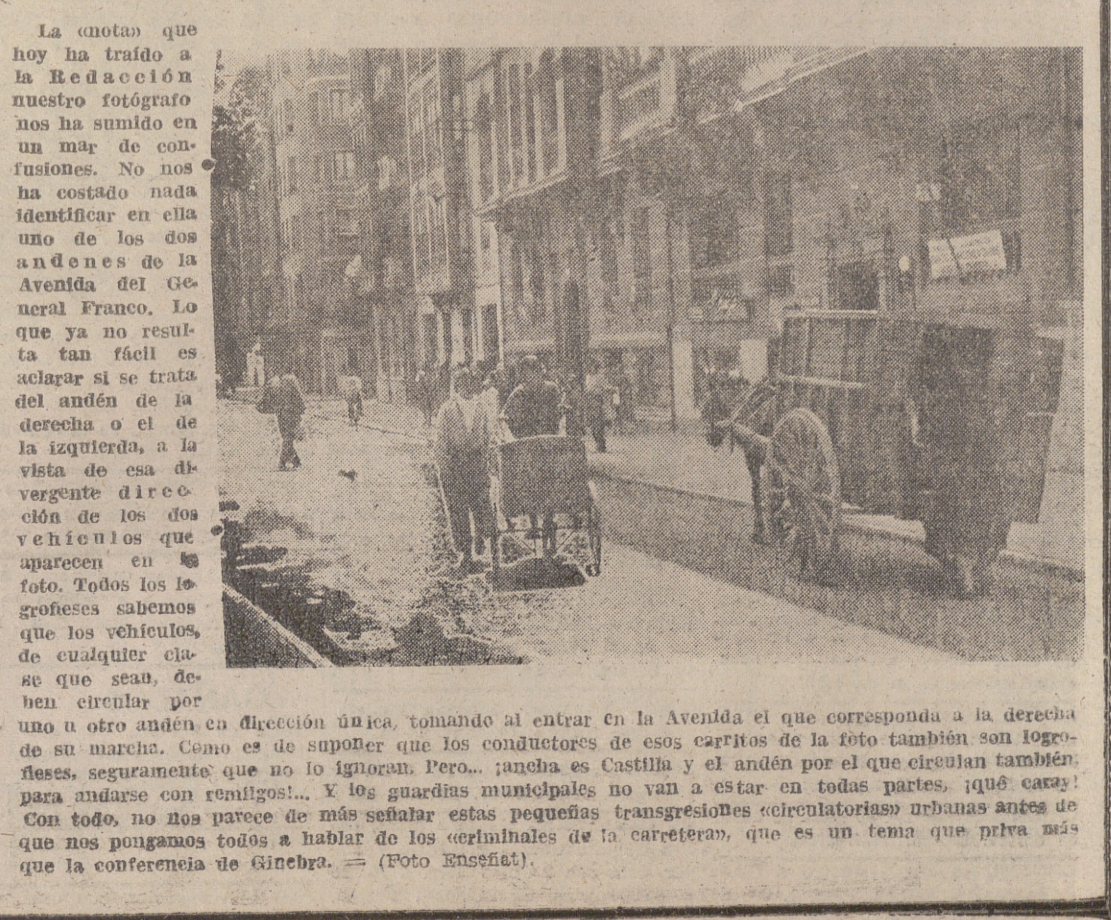 La «nota» que
hoy ha traído a
la Redacción
nuestro fotógrafo
nos ha sumido en
un mar de con-
fusiones. No nos
ha costado nada
identificar en ella
uno de los dos
andenes de la
Avenida del Ge-
neral Franco. Lo
que ya no resul-
ta tan fácil es
aclarar si se trata
del andén de la
derecha o el de
la izquierda, a la
vista de esa di-
vergente direc-
ción de los dos
vehículos que
aparecen en la
foto. Todos los lo-
groñeses sabemos
que los vehículos,
de cualquier cla-
se que sean, de-
ben circular por
uno u otro andén en dirección única, tomando al entrar en la Avenida el que corresponda a la derecha
de su marcha. Como es de suponer que los conductores de esos carritos de la foto también son logro-
ñeses, seguramente que no lo ignoran. Pero... ¡ancha es Castilla y el andén por el que circulan también,
para andarse con remilgos!... Y los guardias municipales no van a estar en todas partes, ¡qué caray!
Con todo, no nos parece de más señalar estas pequeñas transgresiones «circulatorias» urbanas antes de
que nos pongamos todos a hablar de los «criminales de la carretera», que es un tema que priva más
que la conferencia de Ginebra. = (Foto Enseñat).